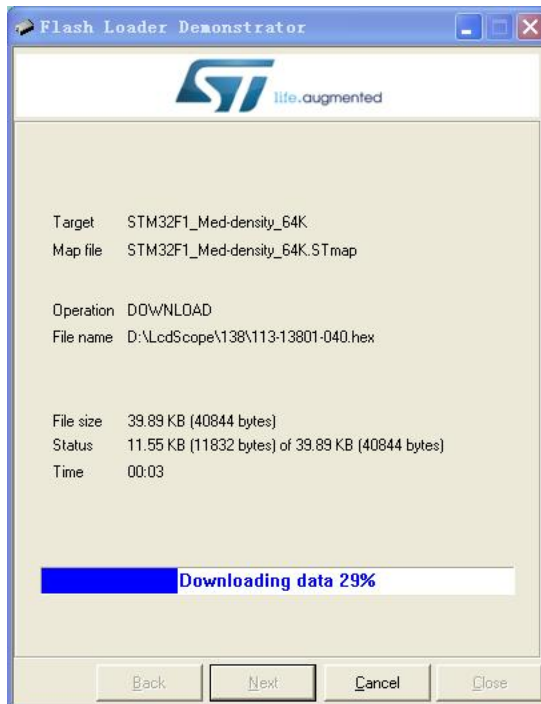 Flash Loader Demonstrator
ST
life.augmented
Target STM32F1_Med-density_64K
Map file STM32F1_Med-density_64K.STmap
Operation DOWNLOAD
File name D:\LcdScope\138\113-13801-040.hex
File size 39.89 KB (40844 bytes)
Status 11.55 KB (11832 bytes) of 39.89 KB (40844 bytes)
Time 00:03
Downloading data 29%
Back Next Cancel Close